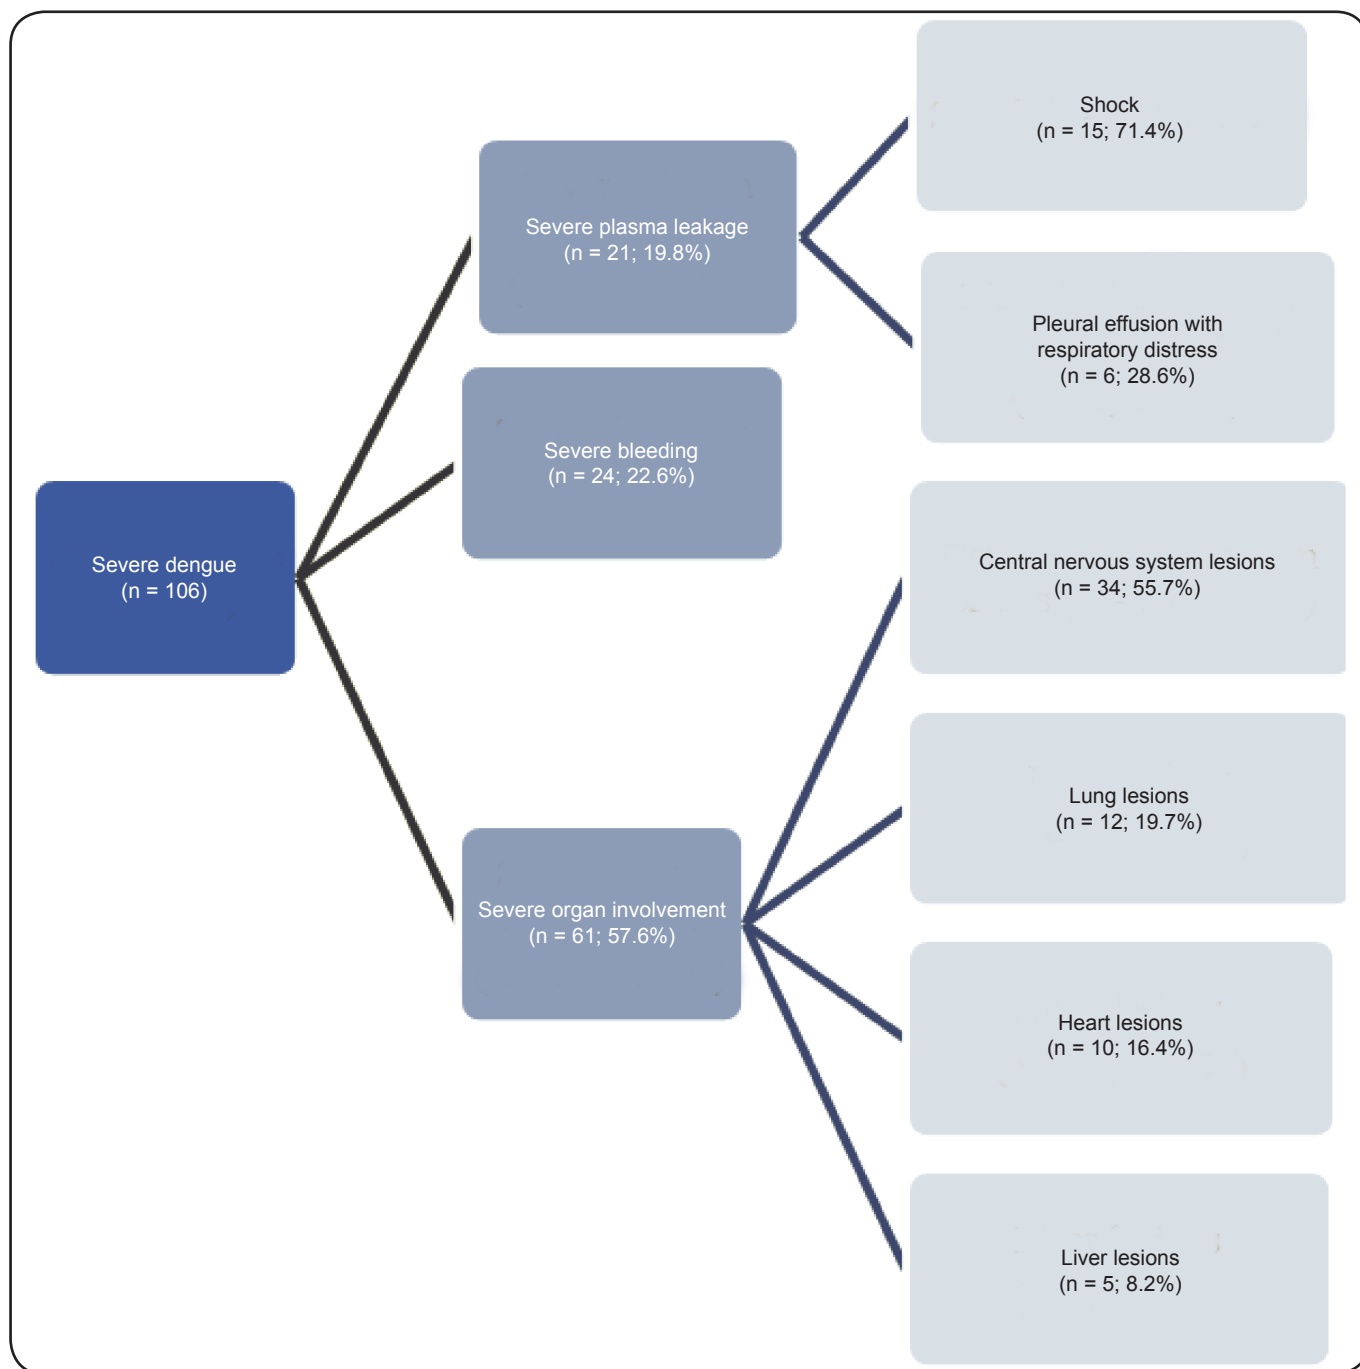 Severe dengue
(n = 106)
Severe plasma leakage
(n = 21; 19.8%)
Severe bleeding
(n = 24; 22.6%)
Severe organ involvement
(n = 61; 57.6%)
Shock
(n = 15; 71.4%)
Pleural effusion with
respiratory distress
(n = 6; 28.6%)
Central nervous system lesions
(n = 34; 55.7%)
Lung lesions
(n = 12; 19.7%)
Heart lesions
(n = 10; 16.4%)
Liver lesions
(n = 5; 8.2%)